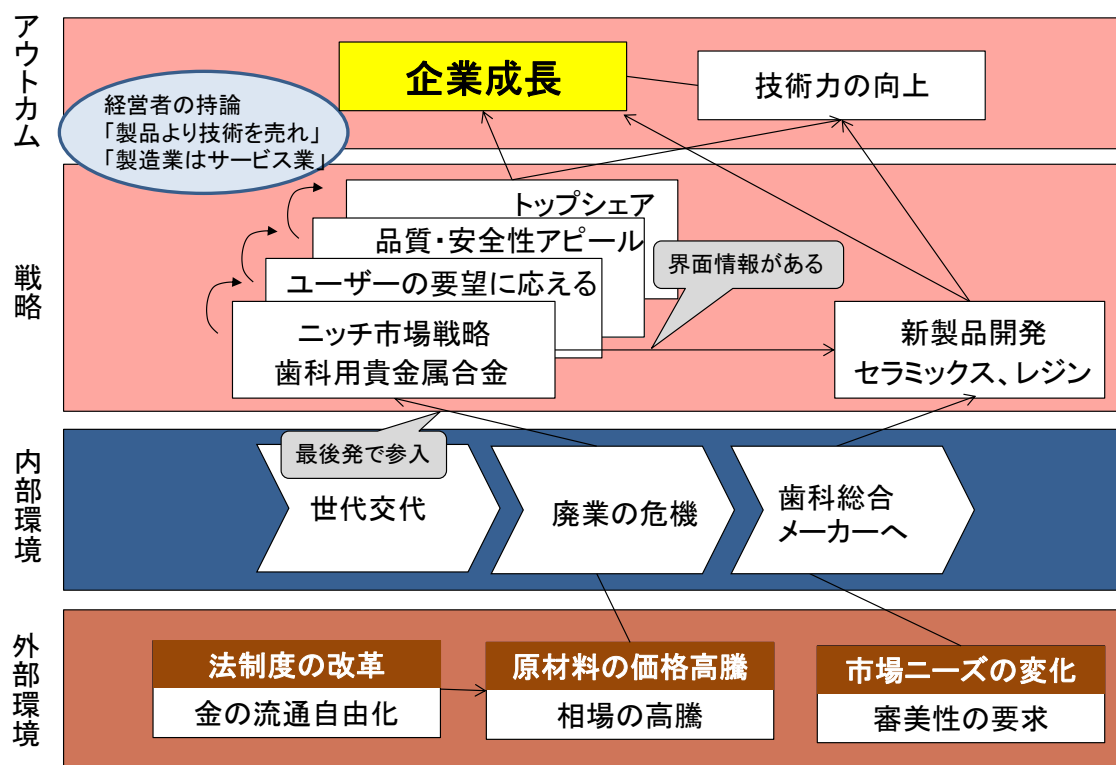 アウトカム
企業成長
技術力の向上
経営者の持論
「製品より技術を売れ」
「製造業はサービス業」
戦略
トップシェア
品質・安全性アピール
ユーザーの要望に応える
ニッチ市場戦略
歯科用貴金属合金
界面情報がある
新製品開発
セラミックス、レジン
内部環境
最後発で参入
世代交代
廃業の危機
歯科総合
メーカーへ
外部環境
法制度の改革
金の流通自由化
原材料の価格高騰
相場の高騰
市場ニーズの変化
審美性の要求